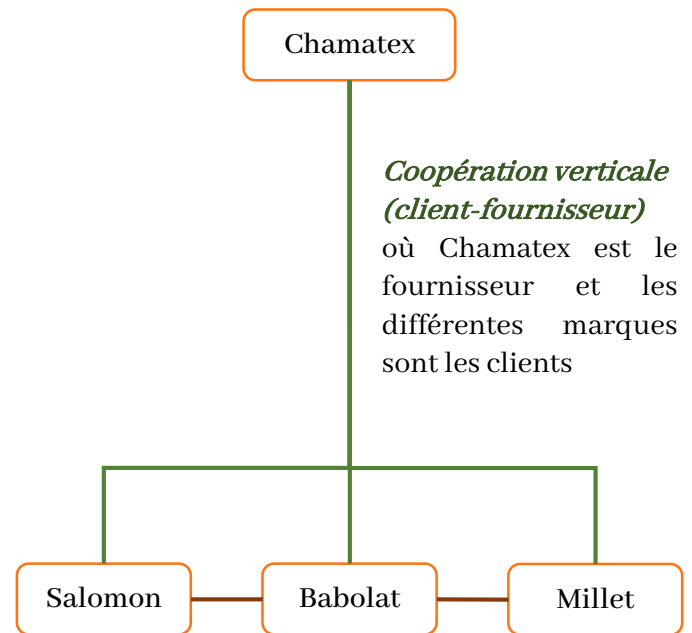 Chamatex
Coopération verticale
(client-fournisseur)
où Chamatex est le
fournisseur et les
différentes marques
sont les clients
Salomon
Babolat
Millet